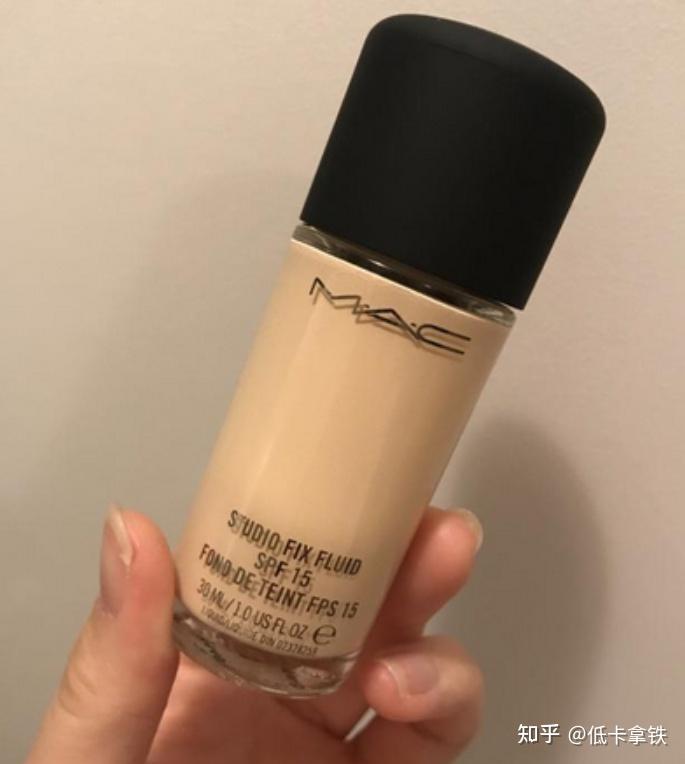 M·A·C
STUDIO FIX FLUID
SPF 15
FOND DE TEINT FPS 15
30 ML / 1.0 US FL OZ ℮
知乎 @低卡拿铁